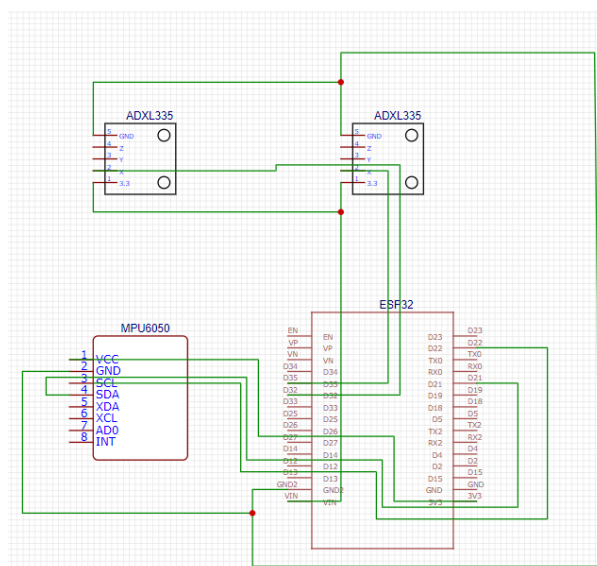 ADXL335
5 GND
4 Z
3 Y
2 X
1 3.3
ADXL335
5 GND
4 Z
3 Y
2 X
1 3.3
MPU6050
1 VCC
2 GND
3 SCL
4 SDA
5 XDA
6 XCL
7 AD0
8 INT
ESP32
EN EN D23 D23
VP VP D22 D22
VN VN TX0 TX0
D34 D34 RX0 RX0
D35 D35 D21 D21
D32 D32 D19 D19
D33 D33 D18 D18
D25 D25 D5 D5
D26 D26 TX2 TX2
D27 D27 RX2 RX2
D14 D14 D4 D4
D12 D12 D2 D2
D13 D13 D15 D15
GND2 GND2 GND GND
VIN VIN 3V3 3V3